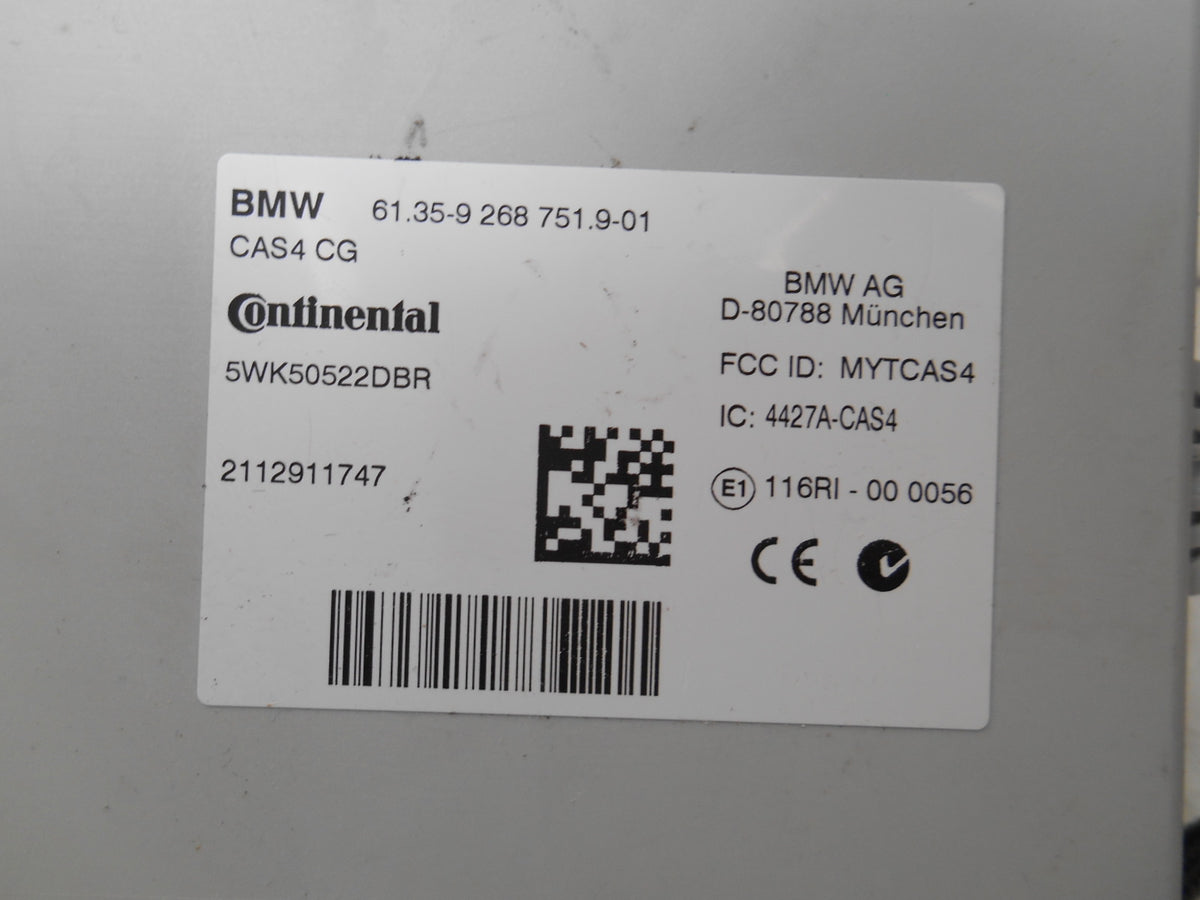 BMW 61.35-9 268 751.9-01
CAS4 CG
Continental
5WK50522DBR
2112911747
BMW AG
D-80788 München
FCC ID: MYTCAS4
IC: 4427A-CAS4
E1 116RI - 00 0056
CE